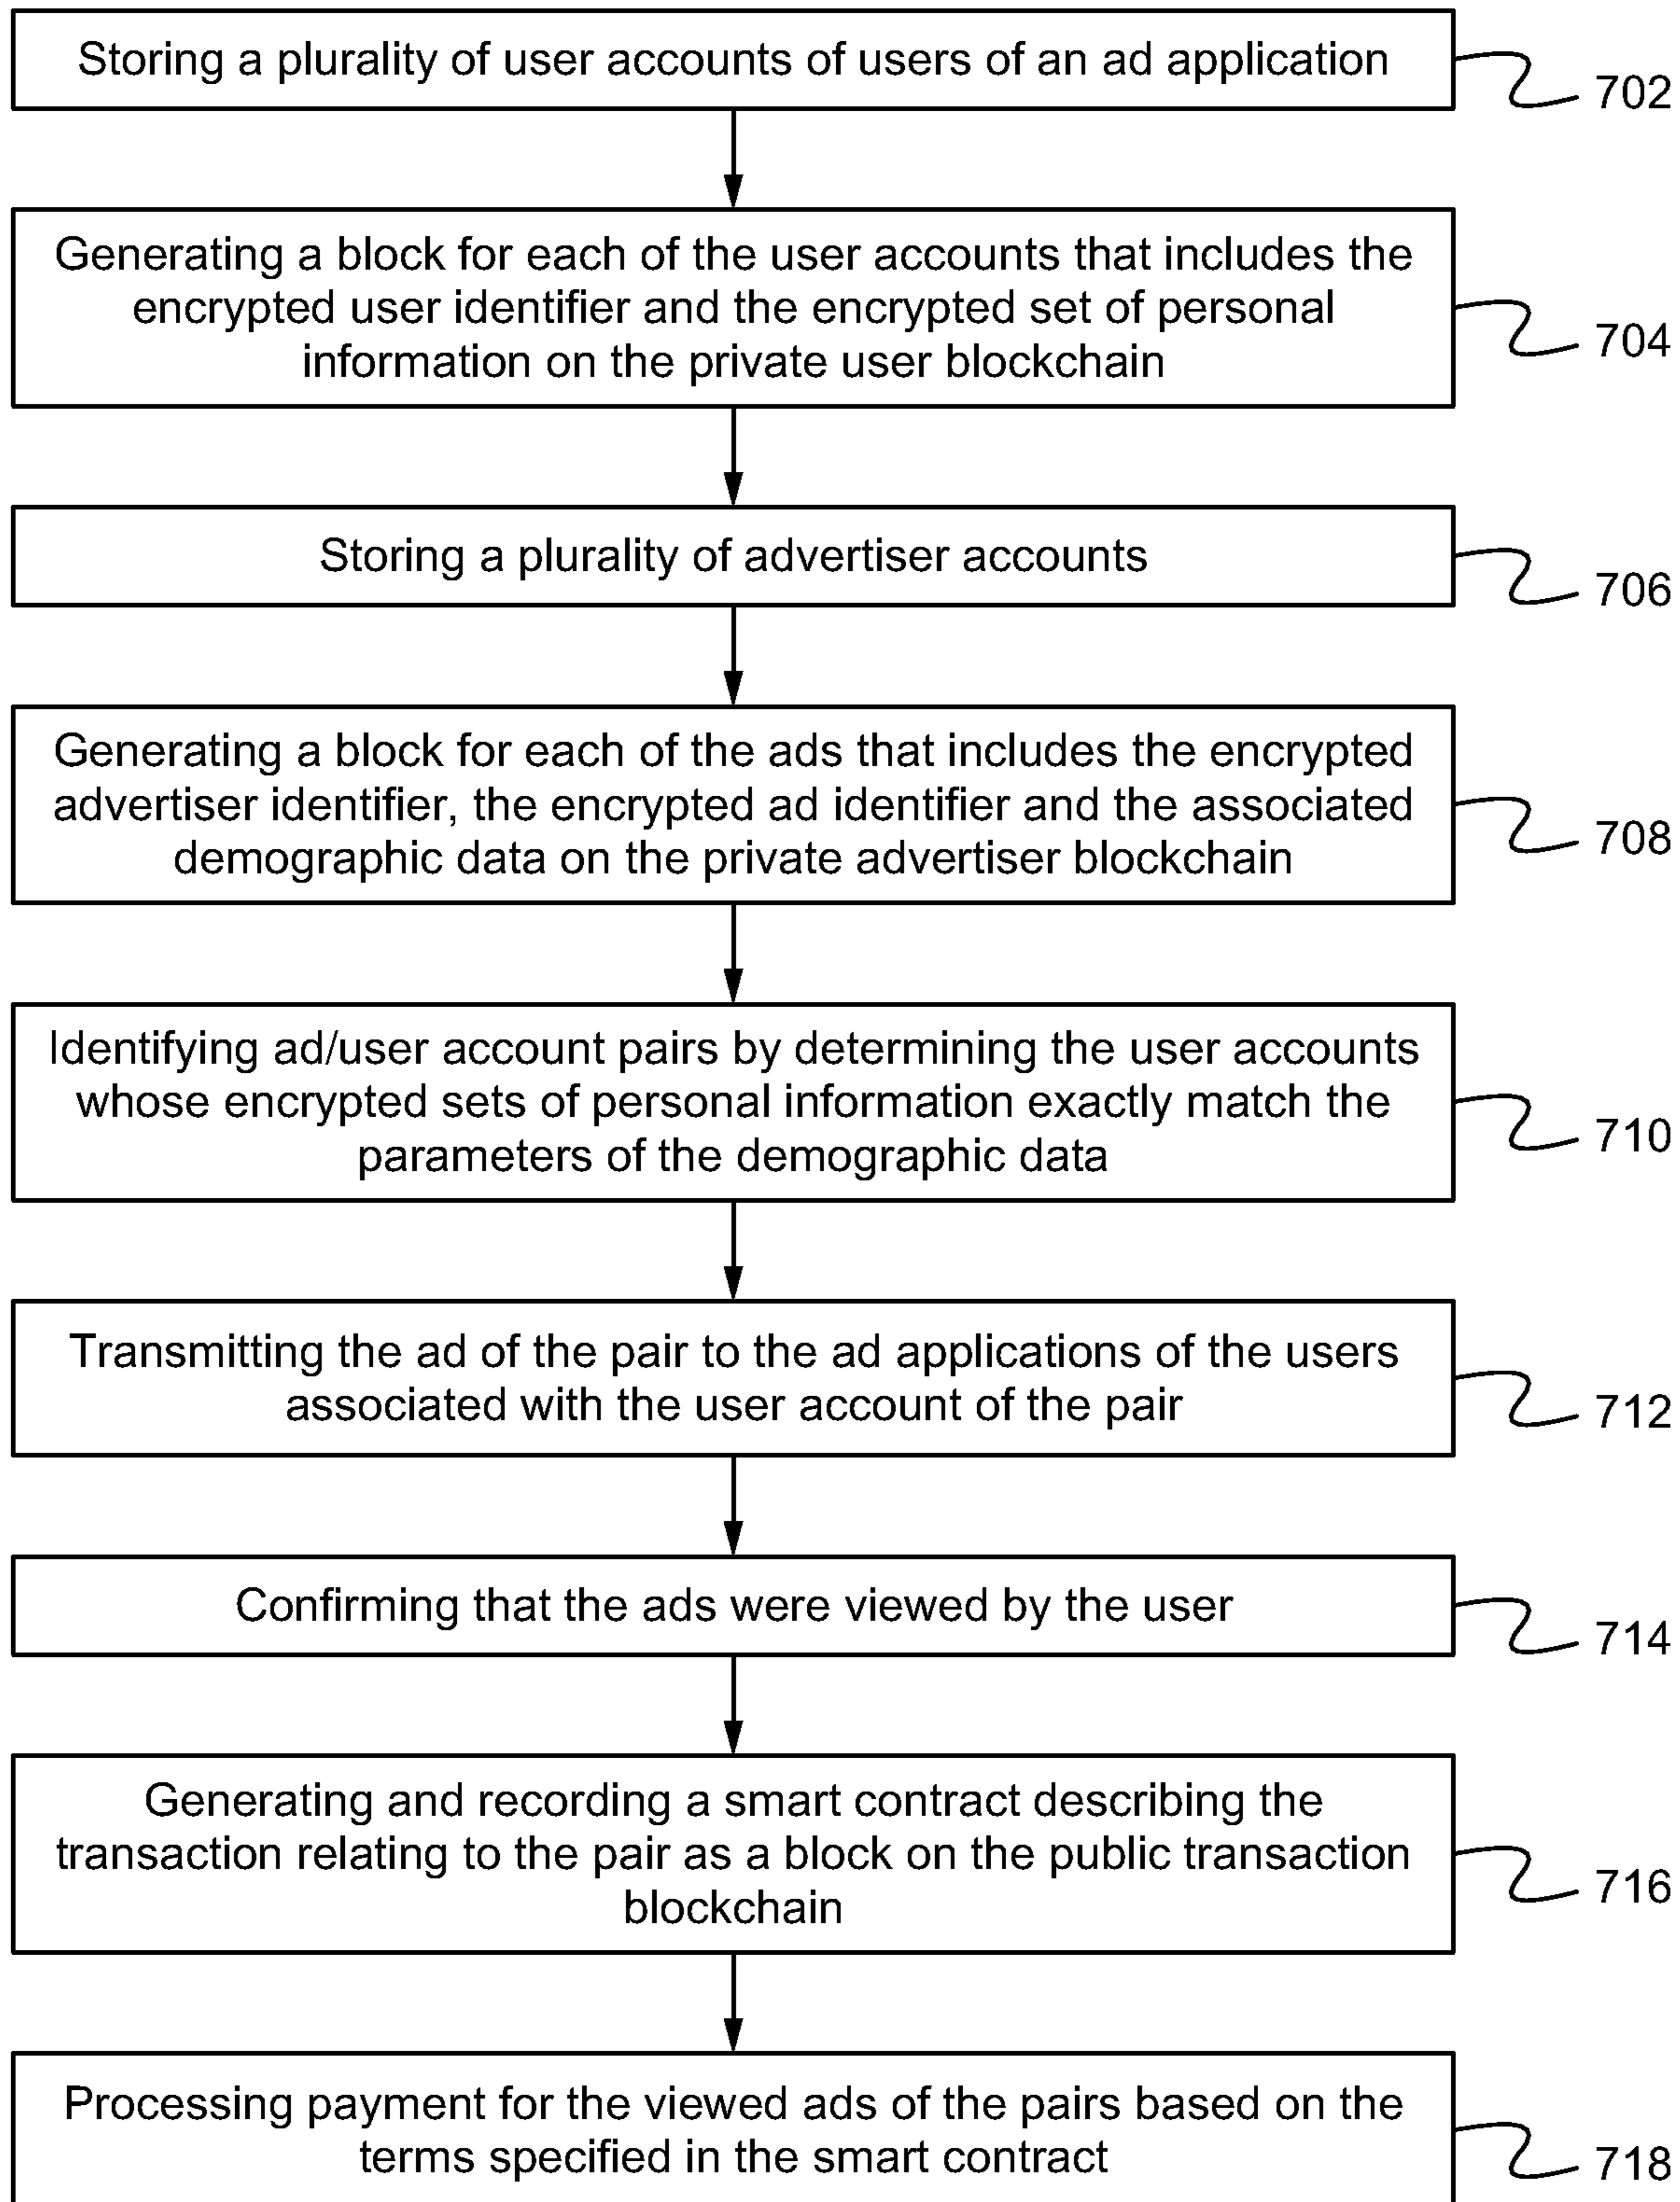 Storing a plurality of user accounts of users of an ad application
702
Generating a block for each of the user accounts that includes the
encrypted user identifier and the encrypted set of personal
information on the private user blockchain
704
Storing a plurality of advertiser accounts
706
Generating a block for each of the ads that includes the encrypted
advertiser identifier, the encrypted ad identifier and the associated
demographic data on the private advertiser blockchain
708
Identifying ad/user account pairs by determining the user accounts
whose encrypted sets of personal information exactly match the
parameters of the demographic data
710
Transmitting the ad of the pair to the ad applications of the users
associated with the user account of the pair
712
Confirming that the ads were viewed by the user
714
Generating and recording a smart contract describing the
transaction relating to the pair as a block on the public transaction
blockchain
716
Processing payment for the viewed ads of the pairs based on the
terms specified in the smart contract
718